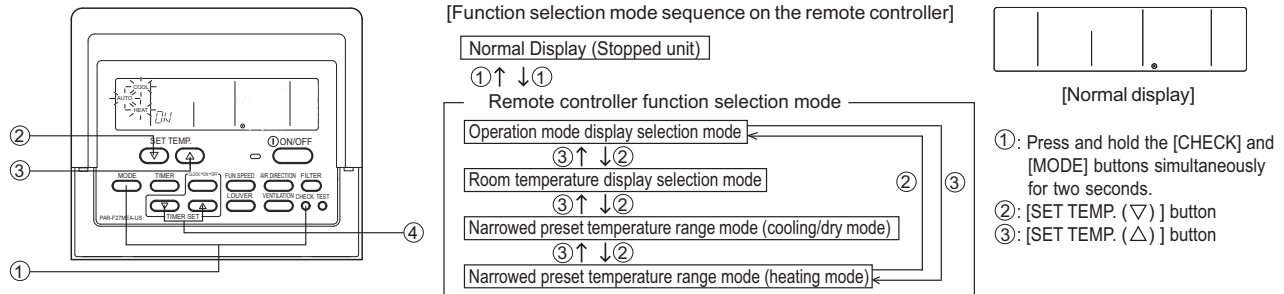 COOL
AUTO
HEAT
ON
②
SET TEMP.
ON/OFF
③
MODE
TIMER
CLOCK•ON•OFF
FUN SPEED
AIR DIRECTION
FILTER
LOUVER
VENTILATION
CHECK
TEST
PAR-F27MEA-US
TIMER SET
④
①
[Function selection mode sequence on the remote controller]
Normal Display (Stopped unit)
①↑ ↓①
Remote controller function selection mode
Operation mode display selection mode
③↑ ↓②
Room temperature display selection mode
③↑ ↓②
Narrowed preset temperature range mode (cooling/dry mode)
③↑ ↓②
Narrowed preset temperature range mode (heating mode)
②
③
[Normal display]
①: Press and hold the [CHECK] and
[MODE] buttons simultaneously
for two seconds.
②: [SET TEMP. (▽) ] button
③: [SET TEMP. (△) ] button